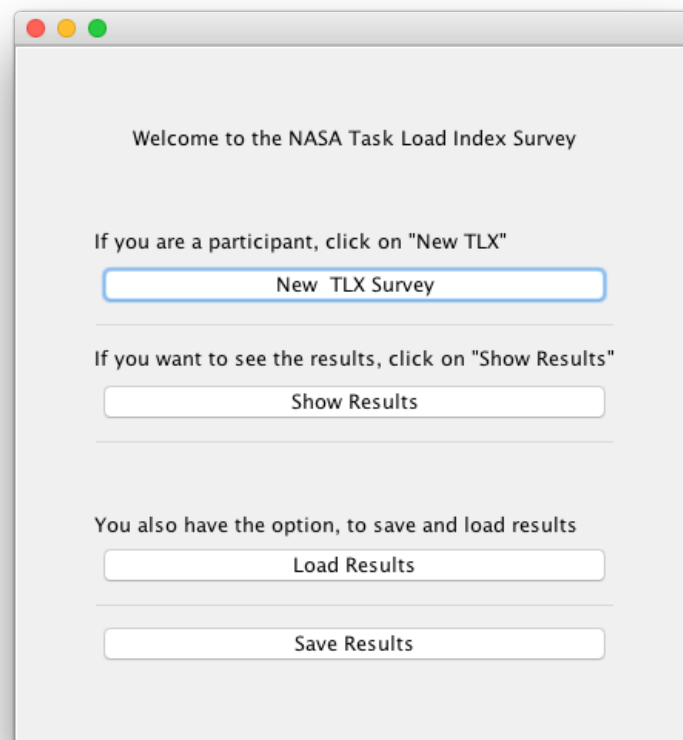 Welcome to the NASA Task Load Index Survey
If you are a participant, click on "New TLX"
New  TLX Survey
If you want to see the results, click on "Show Results"
Show Results
You also have the option, to save and load results
Load Results
Save Results